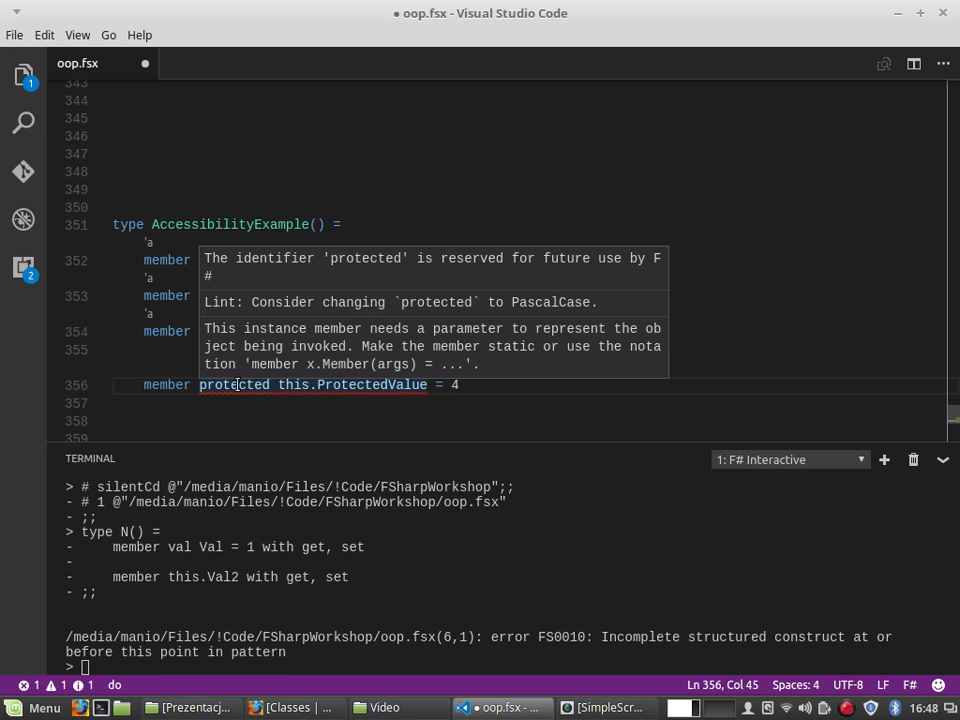 ● oop.fsx - Visual Studio Code
File Edit View Go Help
1
oop.fsx
343
344
345
346
347
348
349
350
351 type AccessibilityExample() =
'a
352 member
'a
353 member
'a
354 member
355
The identifier 'protected' is reserved for future use by F
#
Lint: Consider changing `protected` to PascalCase.
This instance member needs a parameter to represent the ob
ject being invoked. Make the member static or use the nota
tion 'member x.Member(args) = ...'.
356 member protected this.ProtectedValue = 4
357
358
359
2
TERMINAL
1: F# Interactive
> # silentCd @"/media/manio/Files/!Code/FSharpWorkshop";;
- # 1 @"/media/manio/Files/!Code/FSharpWorkshop/oop.fsx"
- ;;
> type N() =
- member val Val = 1 with get, set
-
- member this.Val2 with get, set
- ;;
/media/manio/Files/!Code/FSharpWorkshop/oop.fsx(6,1): error FS0010: Incomplete structured construct at or
before this point in pattern
>
1 1 1 do Ln 356, Col 45 Spaces: 4 UTF-8 LF F#
Menu [Prezentacj... [Classes | ... Video ● oop.fsx - ... [SimpleScr... 16:48